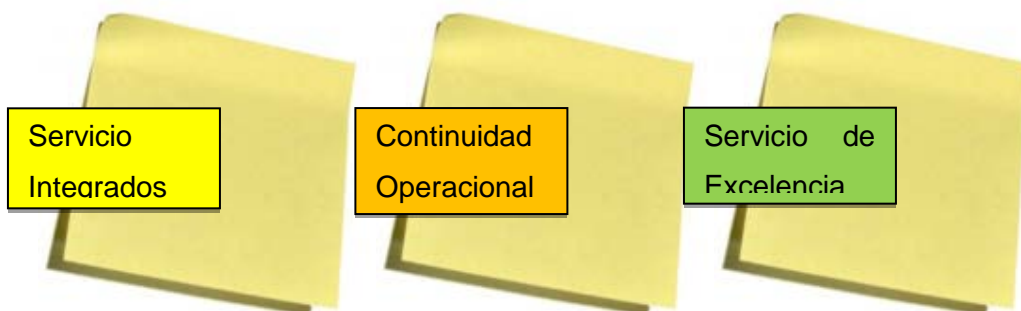 Servicio
Integrados
Continuidad
Operacional
Servicio de
Excelencia